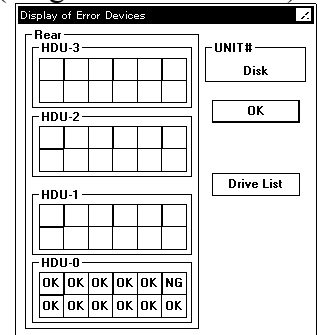 Display of Error Devices
Rear
HDU-3
UNIT#
Disk
OK
HDU-2
Drive List
HDU-1
HDU-0
OK OK OK OK OK NG
OK OK OK OK OK OK